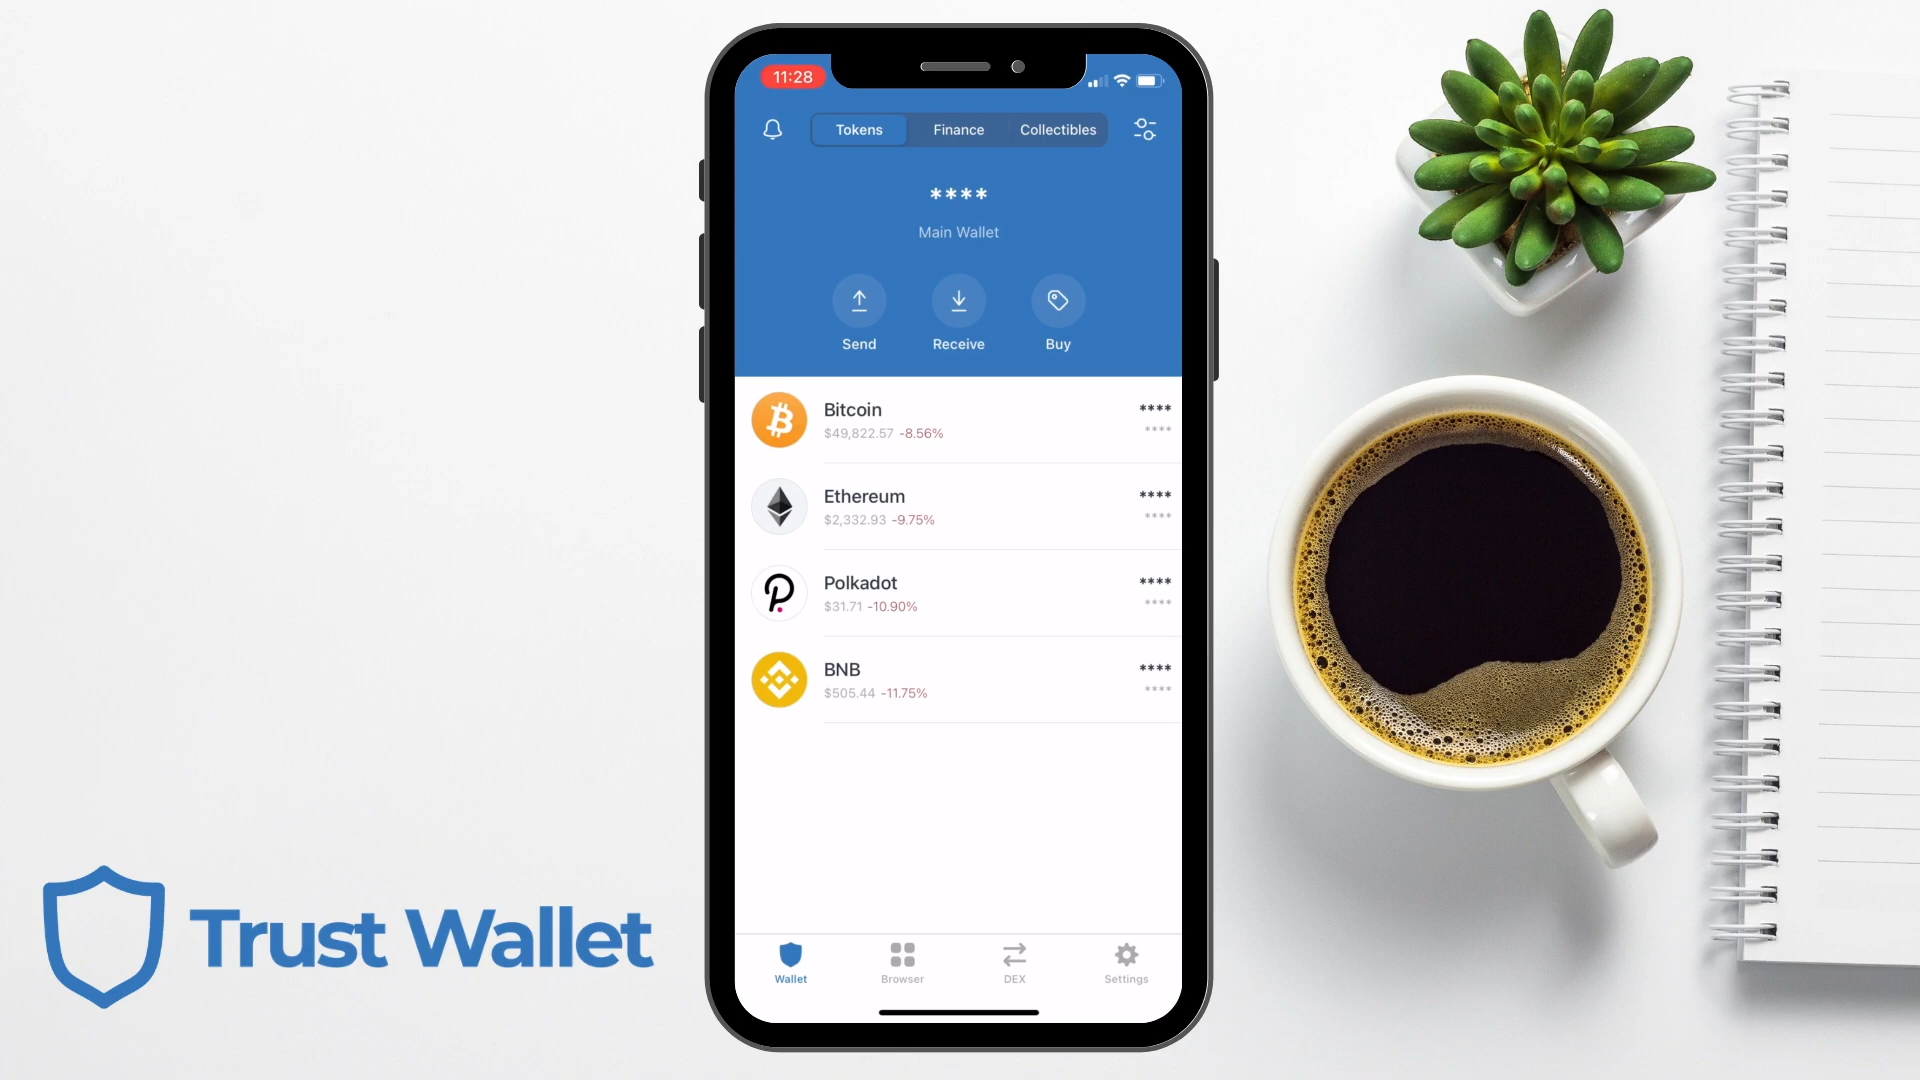 11:28
Tokens
Finance
Collectibles
****
Main Wallet
Send
Receive
Buy
Bitcoin
****
$49,822.57 -8.56%
****
Ethereum
****
$2,332.93 -9.75%
****
Polkadot
****
$31.71 -10.90%
****
BNB
****
$505.44 -11.75%
****
Trust Wallet
Wallet
Browser
DEX
Settings